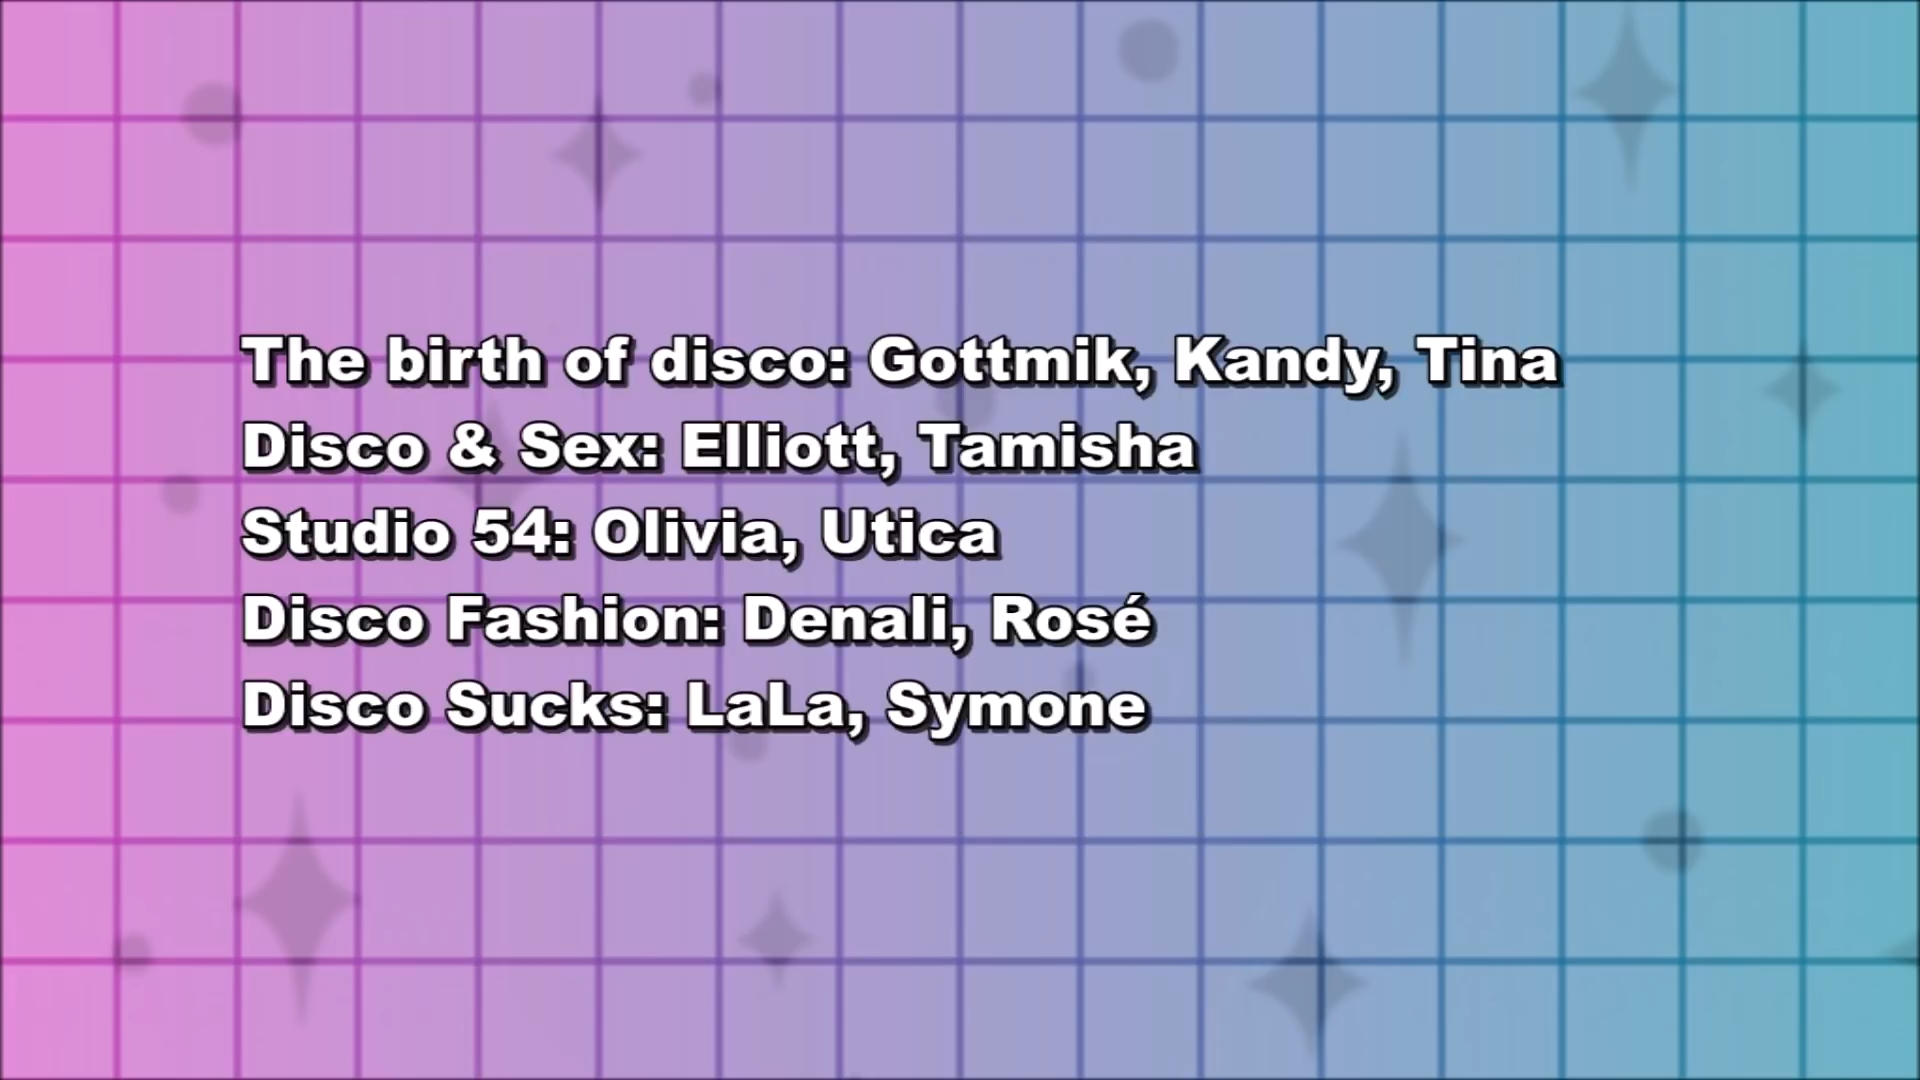 The birth of disco: Gottmik, Kandy, Tina
Disco & Sex: Elliott, Tamisha
Studio 54: Olivia, Utica
Disco Fashion: Denali, Rosé
Disco Sucks: LaLa, Symone